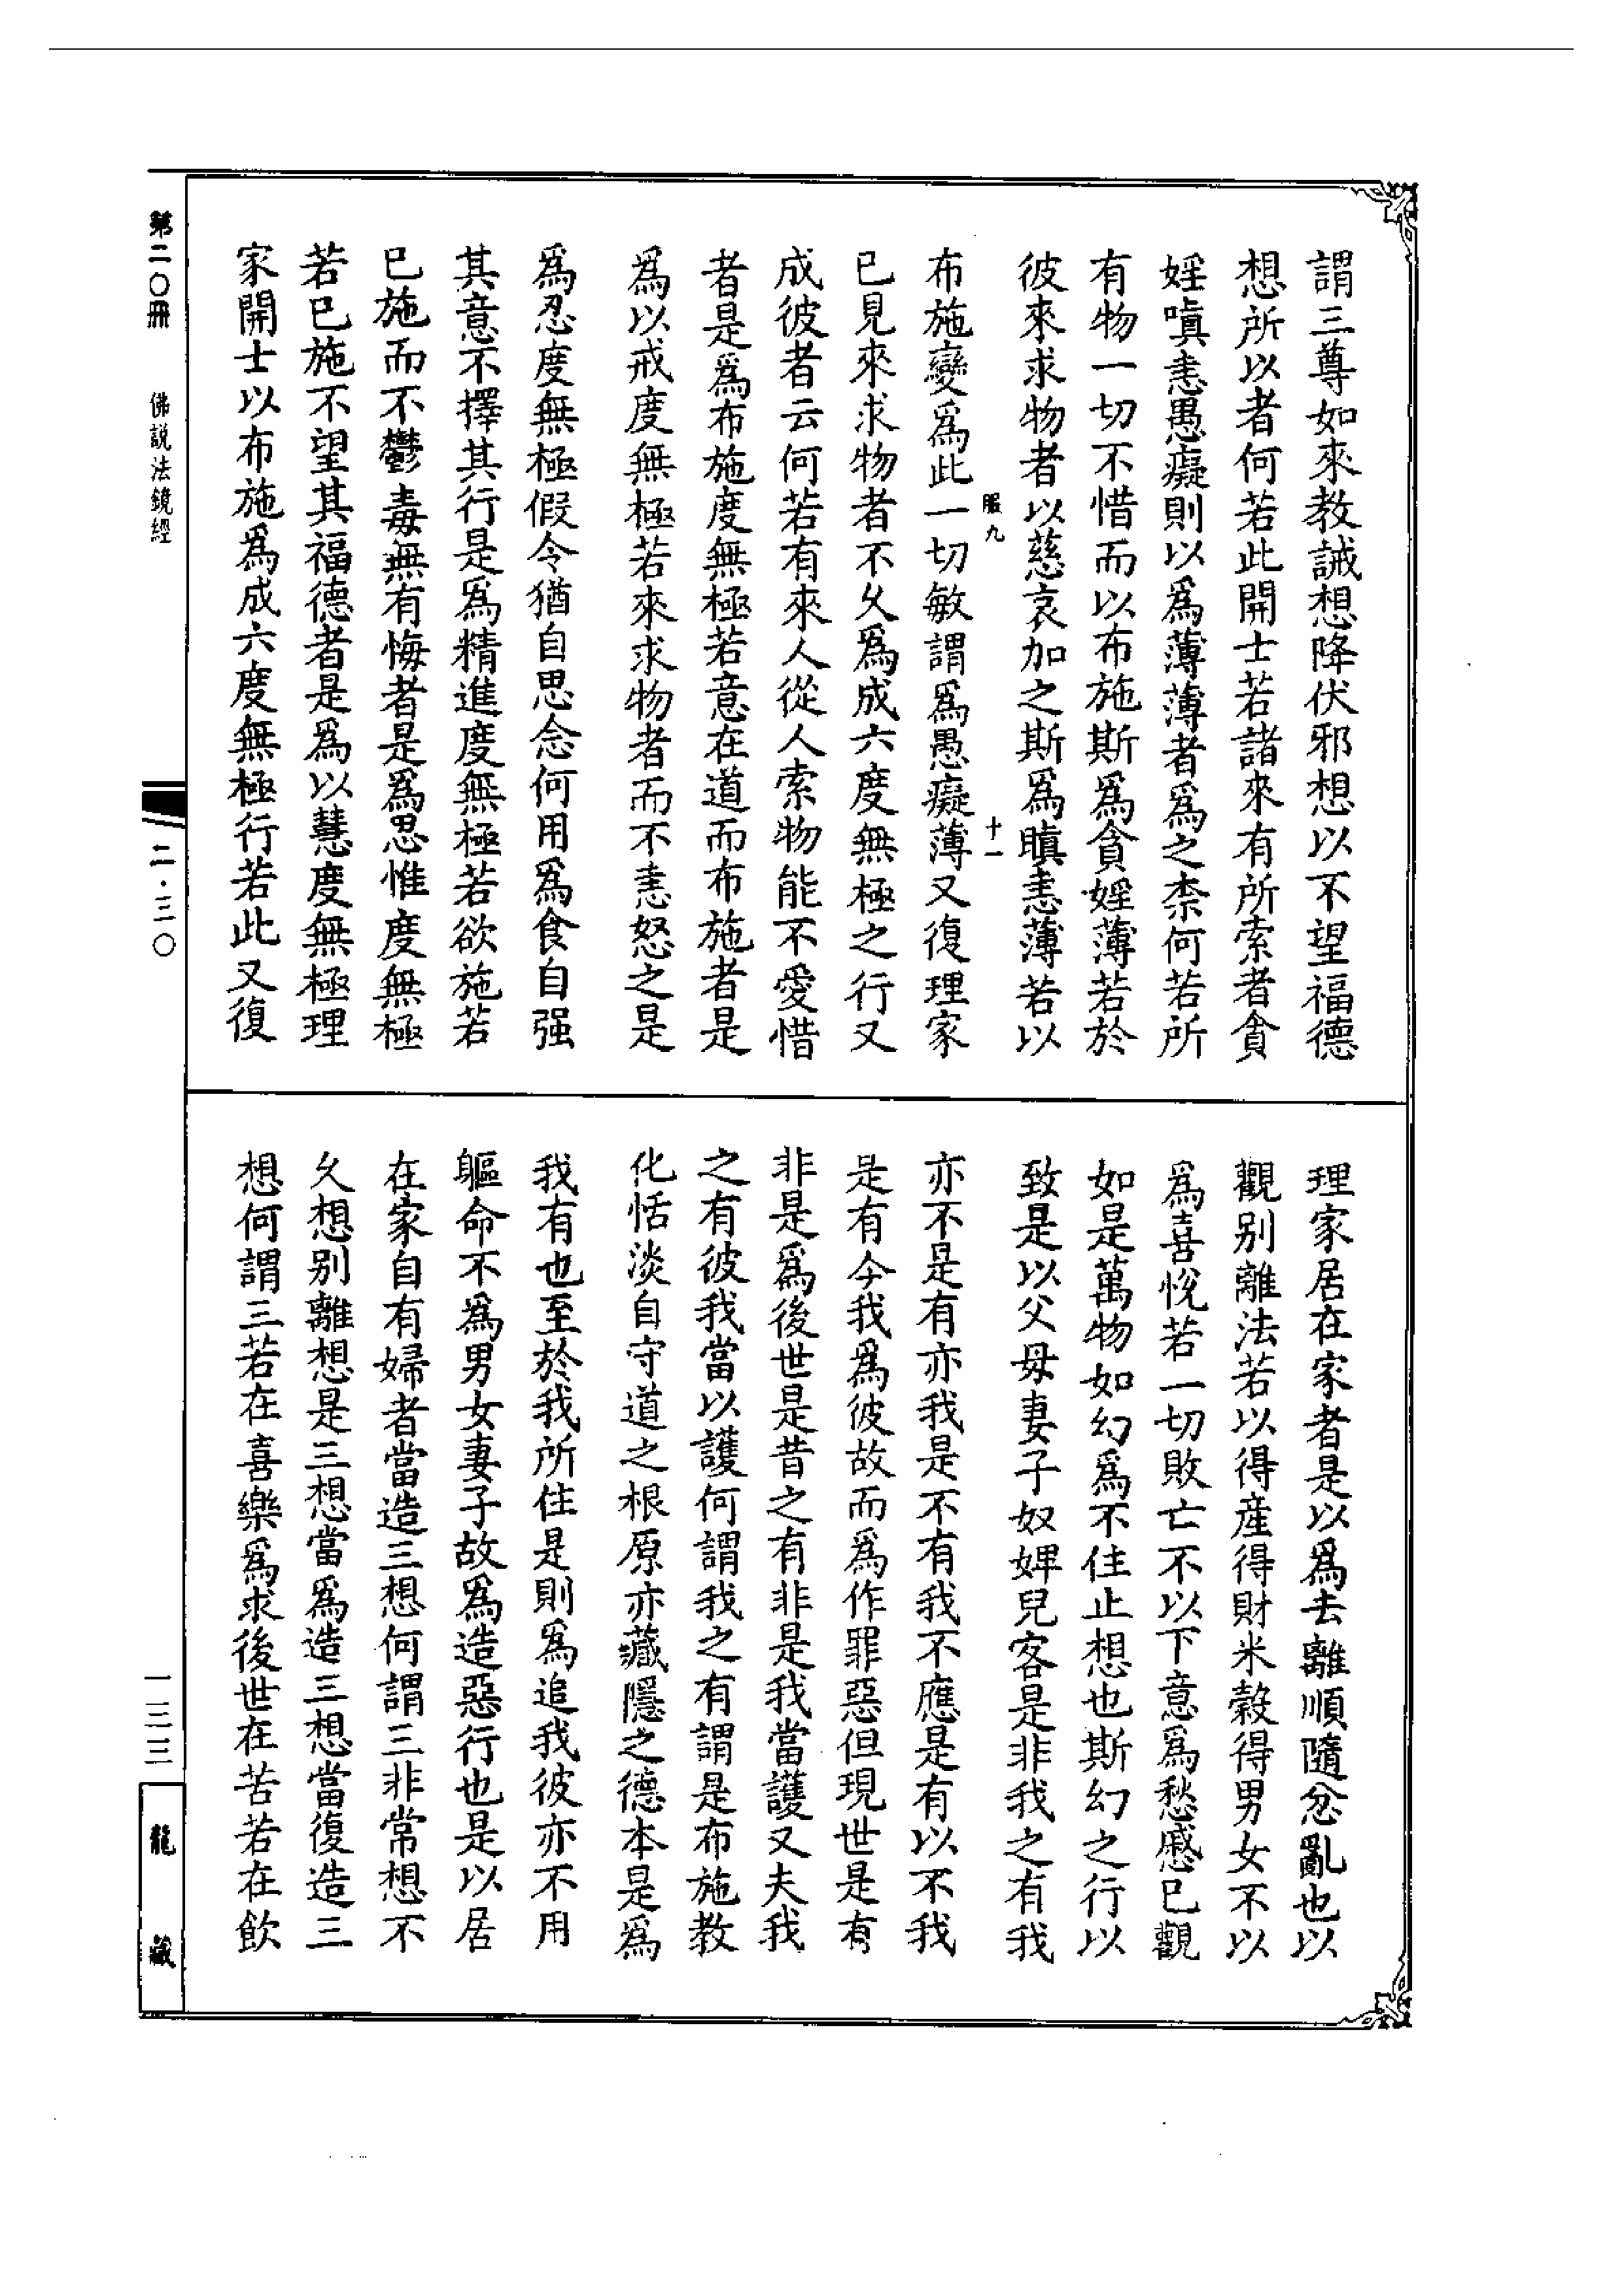 謂三尊如來教誡想降伏邪想以不望福德
想所以者何若此開士若諸來有所索者貪
婬嗔恚愚癡則以爲薄薄者爲之柰何若所
有物一切不惜而以布施斯爲貪婬薄若於
彼來求物者以慈哀加之斯爲瞋恚薄若以
服九 十一
布施變爲此一切敏謂爲愚癡薄又復理家
已見來求物者不久爲成六度無極之行又
成彼者云何若有來人從人索物能不愛惜
者是爲布施度無極若意在道而布施者是
爲以戒度無極若來求物者而不恚怒之是
爲忍度無極假令猶自思念何用爲食自强
其意不擇其行是爲精進度無極若欲施若
已施而不鬱毒無有悔者是爲思惟度無極
若已施不望其福德者是爲以慧度無極理
家開士以布施爲成六度無極行若此又復
理家居在家者是以爲去離順隨忿亂也以
觀别離法若以得産得財米穀得男女不以
爲喜悅若一切敗亡不以下意爲愁慼已觀
如是萬物如幻爲不住止想也斯幻之行以
致是以父母妻子奴婢兒客是非我之有我
亦不是有亦我是不有我不應是有以不我
是有今我爲彼故而爲作罪惡但現世是有
非是爲後世是昔之有非是我當護又夫我
之有彼我當以護何謂我之有謂是布施教
化恬淡自守道之根原亦藏隱之德本是爲
我有也至於我所住是則爲追我彼亦不用
軀命不爲男女妻子故爲造惡行也是以居
在家自有婦者當造三想何謂三非常想不
久想别離想是三想當爲造三想當復造三
想何謂三若在喜樂爲求後世在苦若在飲
第二〇冊 佛説法鏡經
二·三〇
一三三
龍藏